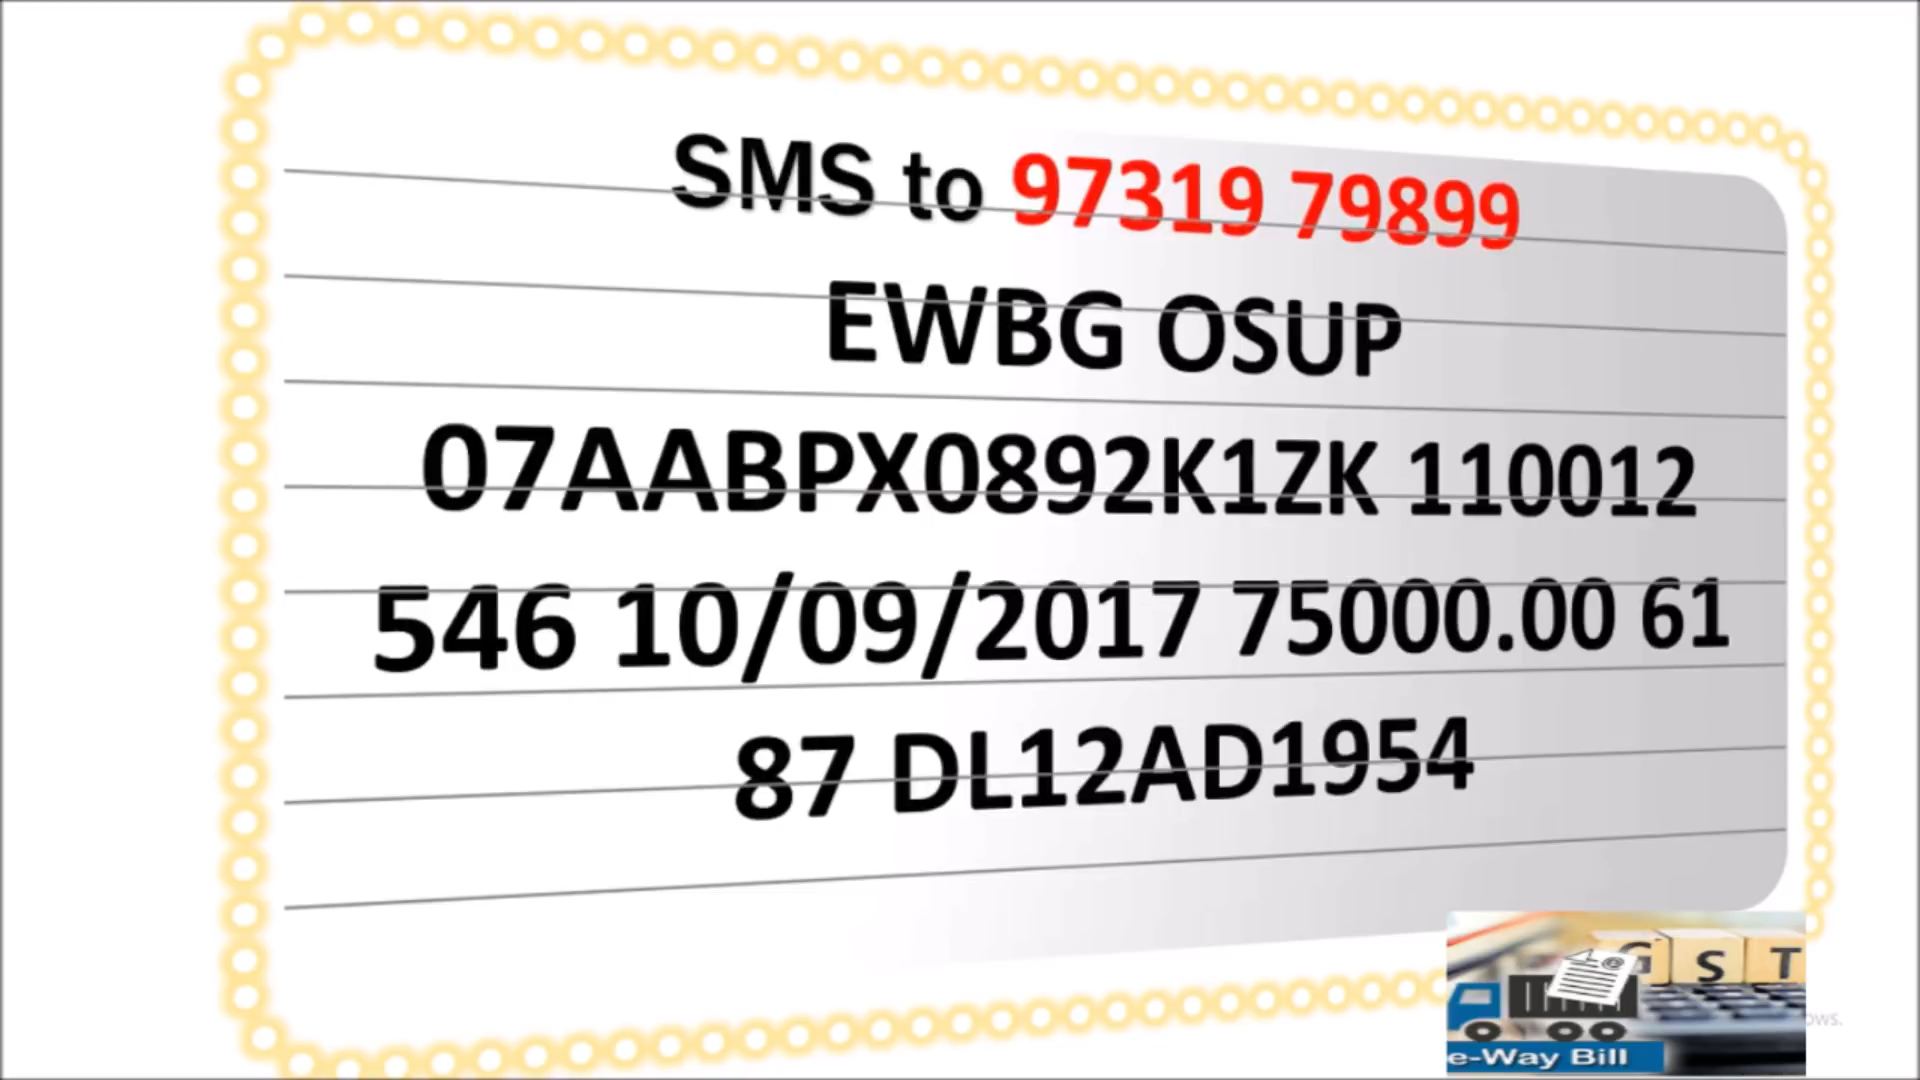 SMS to 97319 79899
EWBG OSUP
07AABPX0892K1ZK 110012
546 10/09/2017 75000.00 61
87 DL12AD1954
G S T
e-Way Bill